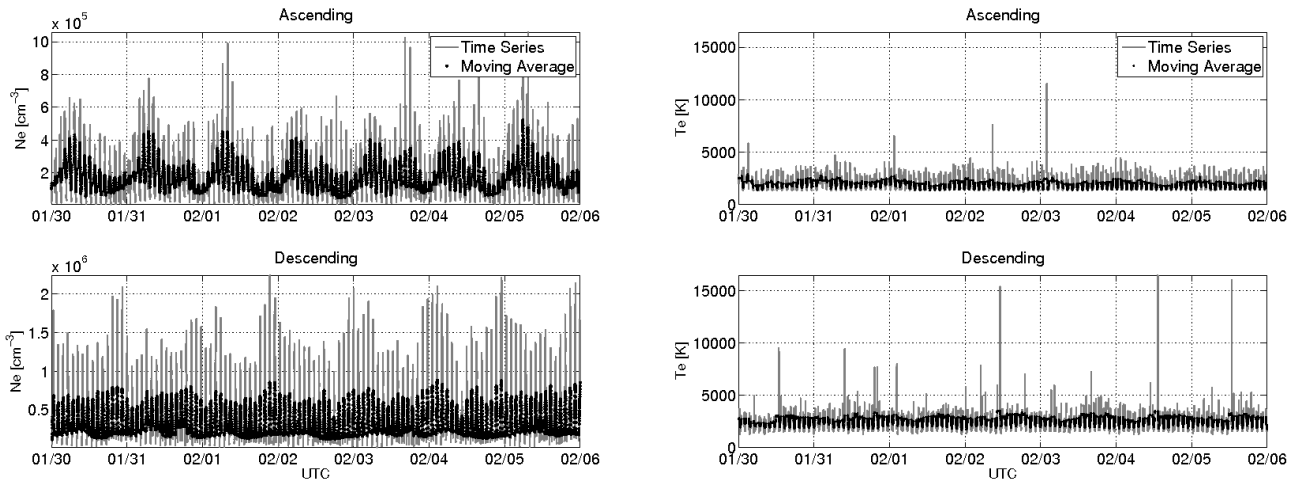 Ascending
x 10⁵
10
8
6
4
2
Ne [cm⁻³]
Time Series
Moving Average
01/30 01/31 02/01 02/02 02/03 02/04 02/05 02/06
Ascending
15000
10000
5000
0
Te [K]
Time Series
Moving Average
01/30 01/31 02/01 02/02 02/03 02/04 02/05 02/06
Descending
x 10⁶
2
1.5
1
0.5
Ne [cm⁻³]
01/30 01/31 02/01 02/02 02/03 02/04 02/05 02/06
UTC
Descending
15000
10000
5000
0
Te [K]
01/30 01/31 02/01 02/02 02/03 02/04 02/05 02/06
UTC